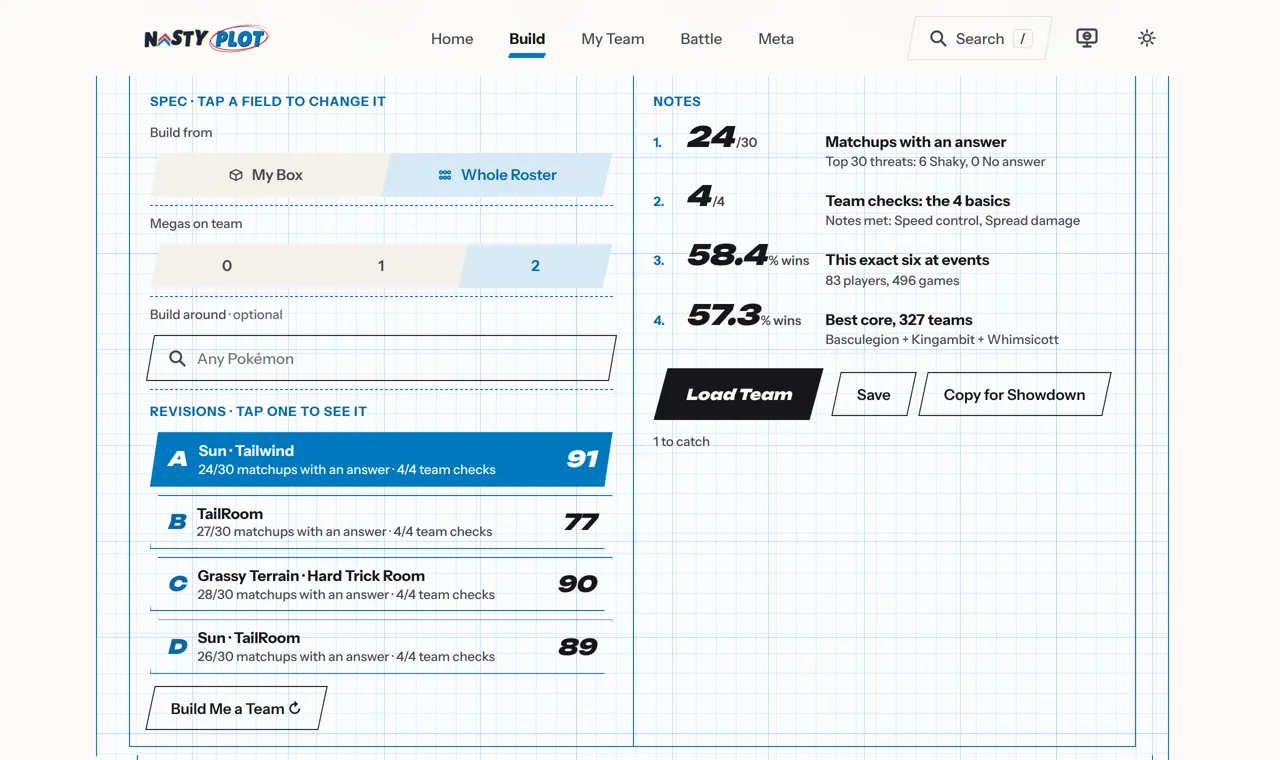 NASTY PLOT
Home
Build
My Team
Battle
Meta
Search /
SPEC · TAP A FIELD TO CHANGE IT
Build from
My Box
Whole Roster
Megas on team
0
1
2
Build around · optional
Any Pokémon
REVISIONS · TAP ONE TO SEE IT
A
Sun · Tailwind
24/30 matchups with an answer · 4/4 team checks
91
B
TailRoom
27/30 matchups with an answer · 4/4 team checks
77
C
Grassy Terrain · Hard Trick Room
28/30 matchups with an answer · 4/4 team checks
90
D
Sun · TailRoom
26/30 matchups with an answer · 4/4 team checks
89
Build Me a Team
NOTES
1.
24/30
Matchups with an answer
Top 30 threats: 6 Shaky, 0 No answer
2.
4/4
Team checks: the 4 basics
Notes met: Speed control, Spread damage
3.
58.4% wins
This exact six at events
83 players, 496 games
4.
57.3% wins
Best core, 327 teams
Basculegion + Kingambit + Whimsicott
Load Team
Save
Copy for Showdown
1 to catch